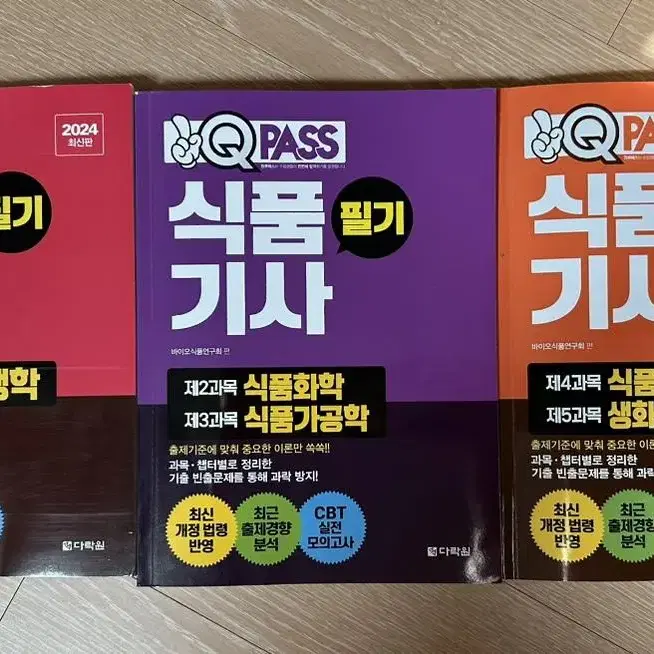 2024
최신판
필기
생학
다락원
Q PASS
식품
필기
기사
바이오식품연구회 편
제2과목 식품화학
제3과목 식품가공학
출제기준에 맞춰 중요한 이론만 쏙쏙!!
과목·챕터별로 정리한
기출 빈출문제를 통해 과락 방지!
최신
개정 법령
반영
최근
출제경향
분석
CBT
실전
모의고사
다락원
Q PA
식품
기사
바이오식품연구회 편
제4과목 식품
제5과목 생화
출제기준에 맞춰 중요한 이론
과목·챕터별로 정리한
기출 빈출문제를 통해 과
최신
개정 법령
반영
최근
출제경향
분석